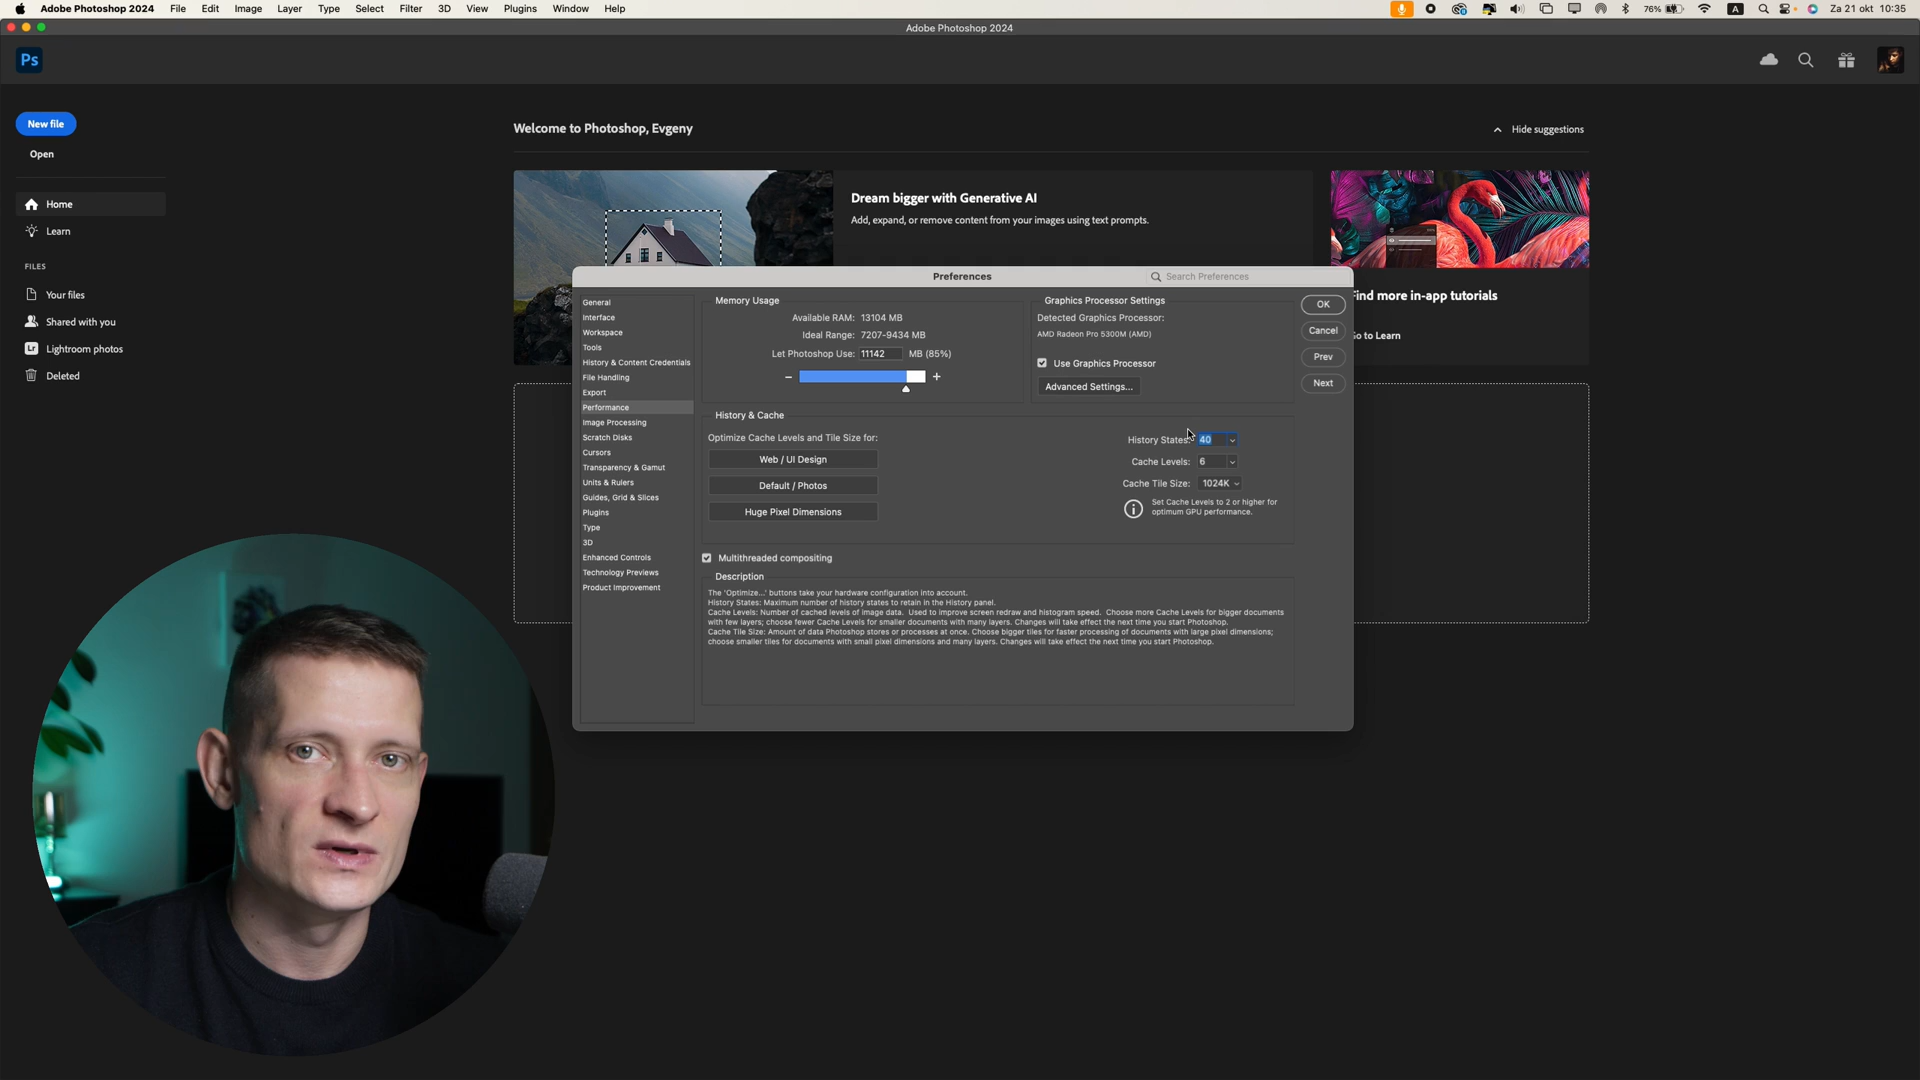 Adobe Photoshop 2024 File Edit Image Layer Type Select Filter 3D View Plugins Window Help
76% A Za 21 okt 10:35
Adobe Photoshop 2024
Ps
New file
Open
Home
Learn
FILES
Your files
Shared with you
Lr Lightroom photos
Deleted
Welcome to Photoshop, Evgeny
Hide suggestions
Dream bigger with Generative AI
Add, expand, or remove content from your images using text prompts.
Find more in-app tutorials
Go to Learn
Preferences
Search Preferences
General
Interface
Workspace
Tools
History & Content Credentials
File Handling
Export
Performance
Image Processing
Scratch Disks
Cursors
Transparency & Gamut
Units & Rulers
Guides, Grid & Slices
Plugins
Type
3D
Enhanced Controls
Technology Previews
Product Improvement
Memory Usage
Available RAM: 13104 MB
Ideal Range: 7207-9434 MB
Let Photoshop Use: 11142 MB (85%)
− +
Graphics Processor Settings
Detected Graphics Processor:
AMD Radeon Pro 5300M (AMD)
Use Graphics Processor
Advanced Settings...
OK
Cancel
Prev
Next
History & Cache
Optimize Cache Levels and Tile Size for:
Web / UI Design
Default / Photos
Huge Pixel Dimensions
History States: 40
Cache Levels: 6
Cache Tile Size: 1024K
Set Cache Levels to 2 or higher for
optimum GPU performance.
Multithreaded compositing
Description
The 'Optimize...' buttons take your hardware configuration into account.
History States: Maximum number of history states to retain in the History panel.
Cache Levels: Number of cached levels of image data. Used to improve screen redraw and histogram speed. Choose more Cache Levels for bigger documents
with few layers; choose fewer Cache Levels for smaller documents with many layers. Changes will take effect the next time you start Photoshop.
Cache Tile Size: Amount of data Photoshop stores or processes at once. Choose bigger tiles for faster processing of documents with large pixel dimensions;
choose smaller tiles for documents with small pixel dimensions and many layers. Changes will take effect the next time you start Photoshop.